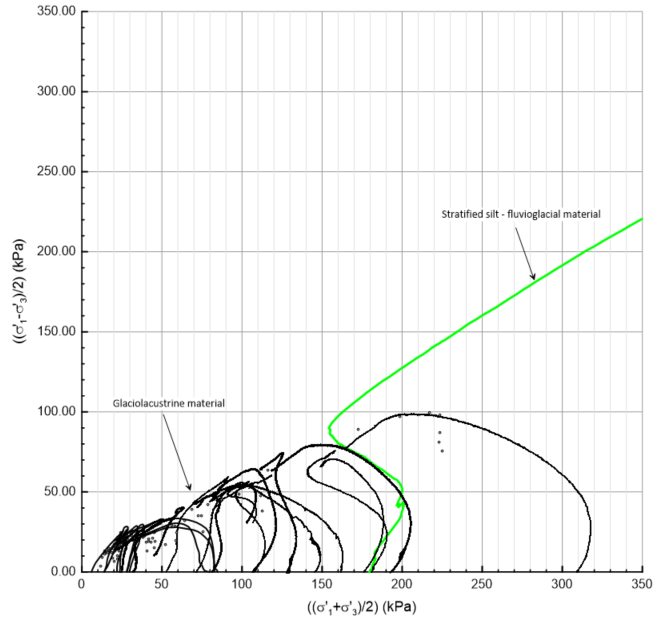 350.00
300.00
250.00
200.00
150.00
100.00
50.00
0.00
((σ'1-σ'3)/2) (kPa)
Stratified silt - fluvioglacial material
Glaciolacustrine material
0 50 100 150 200 250 300 350
((σ'1+σ'3)/2) (kPa)